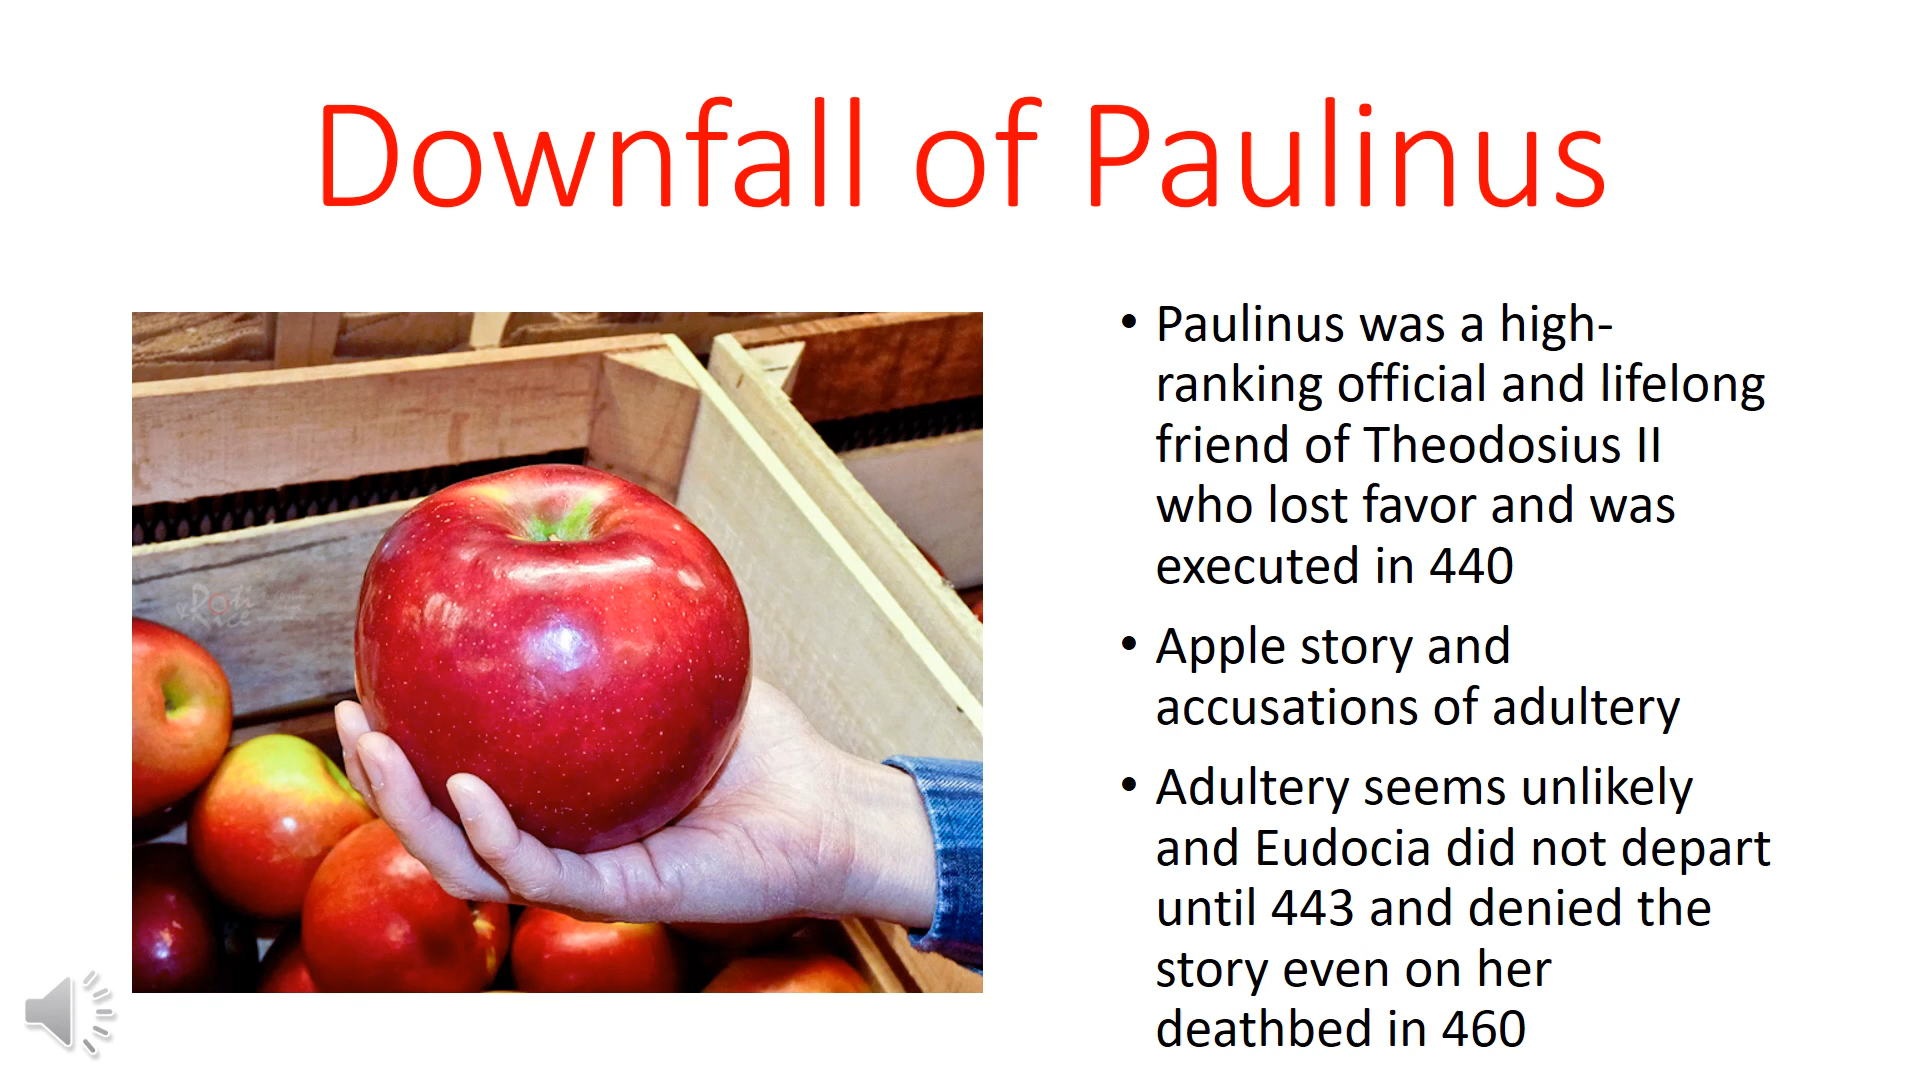 Downfall of Paulinus
• Paulinus was a high-
ranking official and lifelong
friend of Theodosius II
who lost favor and was
executed in 440
• Apple story and
accusations of adultery
• Adultery seems unlikely
and Eudocia did not depart
until 443 and denied the
story even on her
deathbed in 460
Roti
Rice